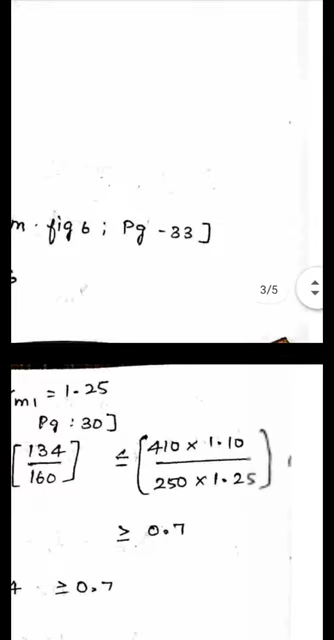 m. fig 6 ; Pg - 33 ]
3/5
m1 = 1.25
Pg : 30 ]
[ 134 / 160 ] ≤ ( 410 × 1.10 / 250 × 1.25 )
≥ 0.7
≥ 0.7